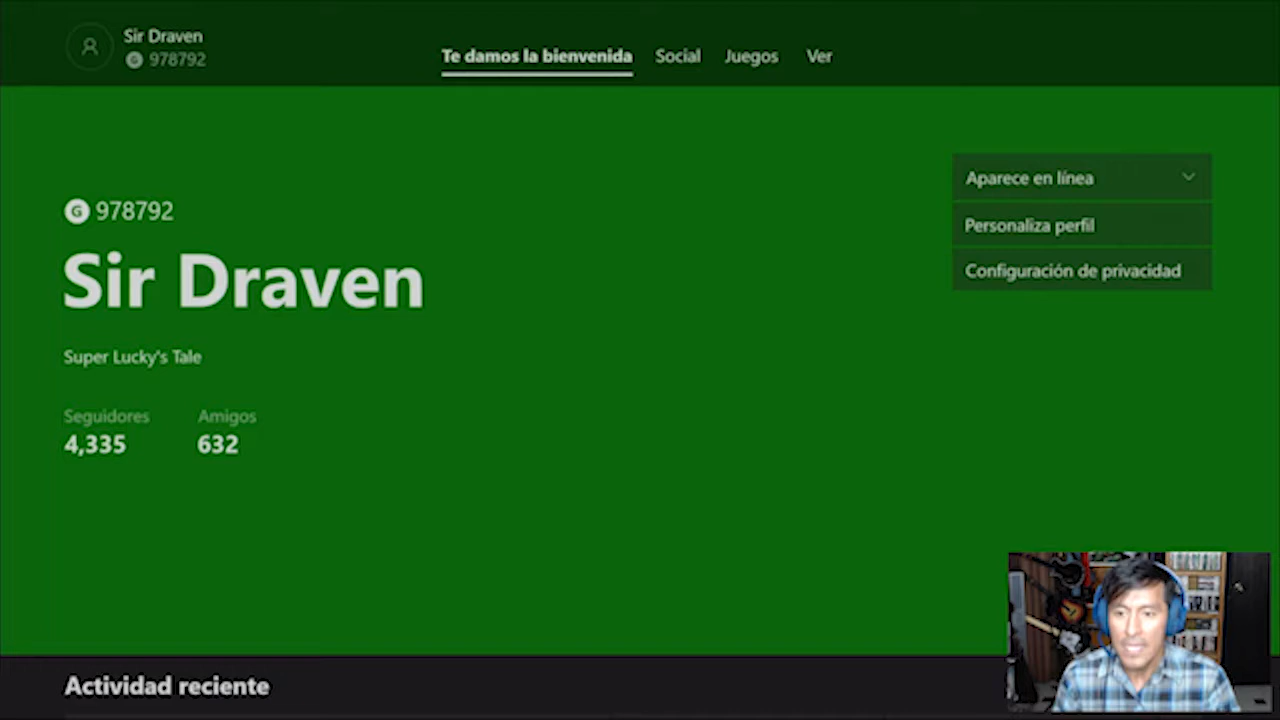 Sir Draven
G 978792
Te damos la bienvenida Social Juegos Ver
Aparece en línea
Personaliza perfil
Configuración de privacidad
G 978792
Sir Draven
Super Lucky's Tale
Seguidores Amigos
4,335 632
Actividad reciente